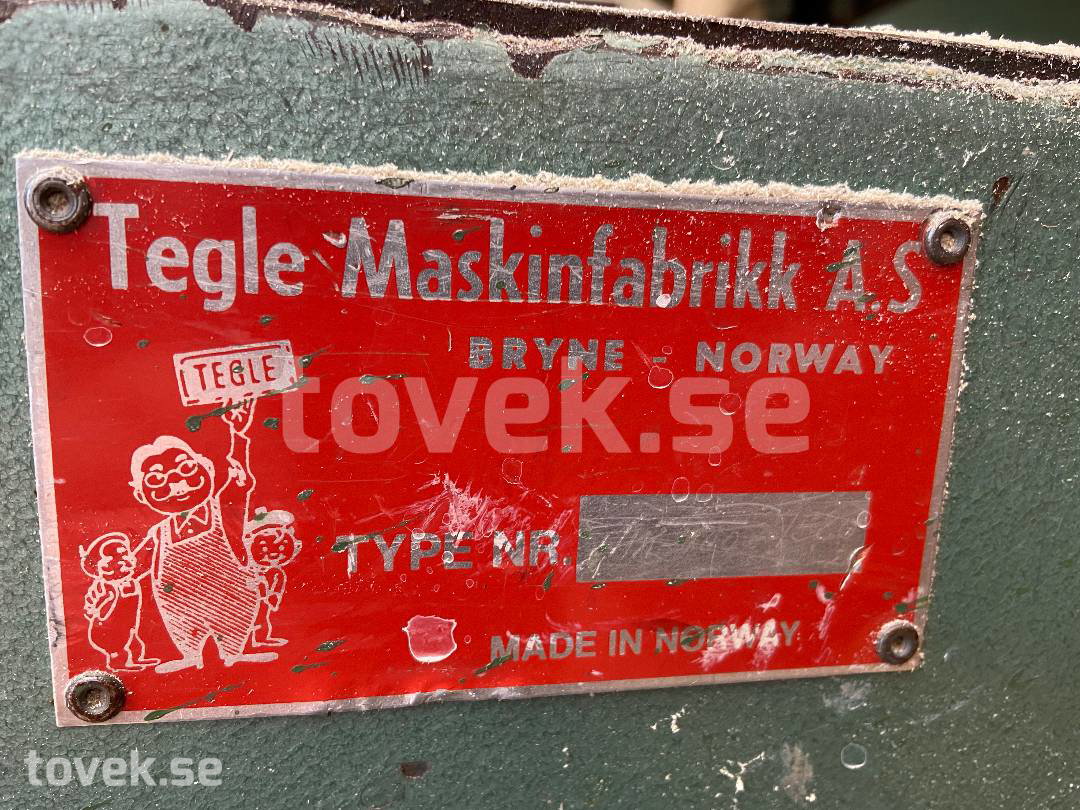 Tegle Maskinfabrikk A.S
BRYNE - NORWAY
TEGLE
tovek.se
TYPE NR.
MADE IN NORWAY
tovek.se